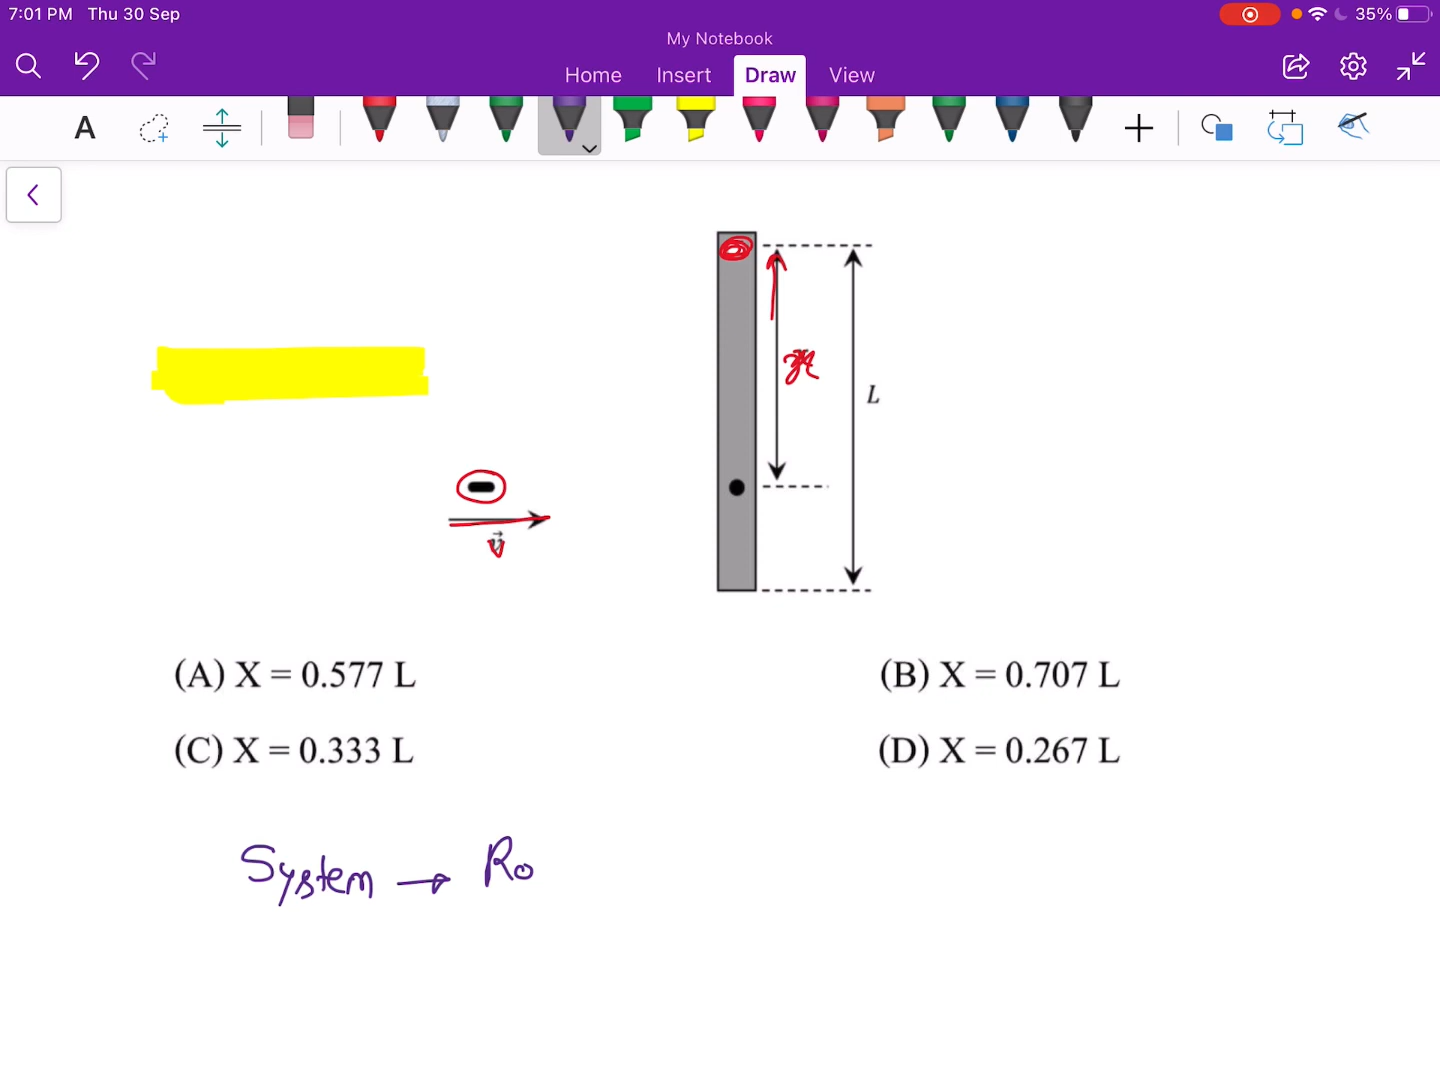 7:01 PM Thu 30 Sep
35%
My Notebook
Home Insert Draw View
A
x
L
v
(A) X = 0.577 L
(B) X = 0.707 L
(C) X = 0.333 L
(D) X = 0.267 L
System → Ro